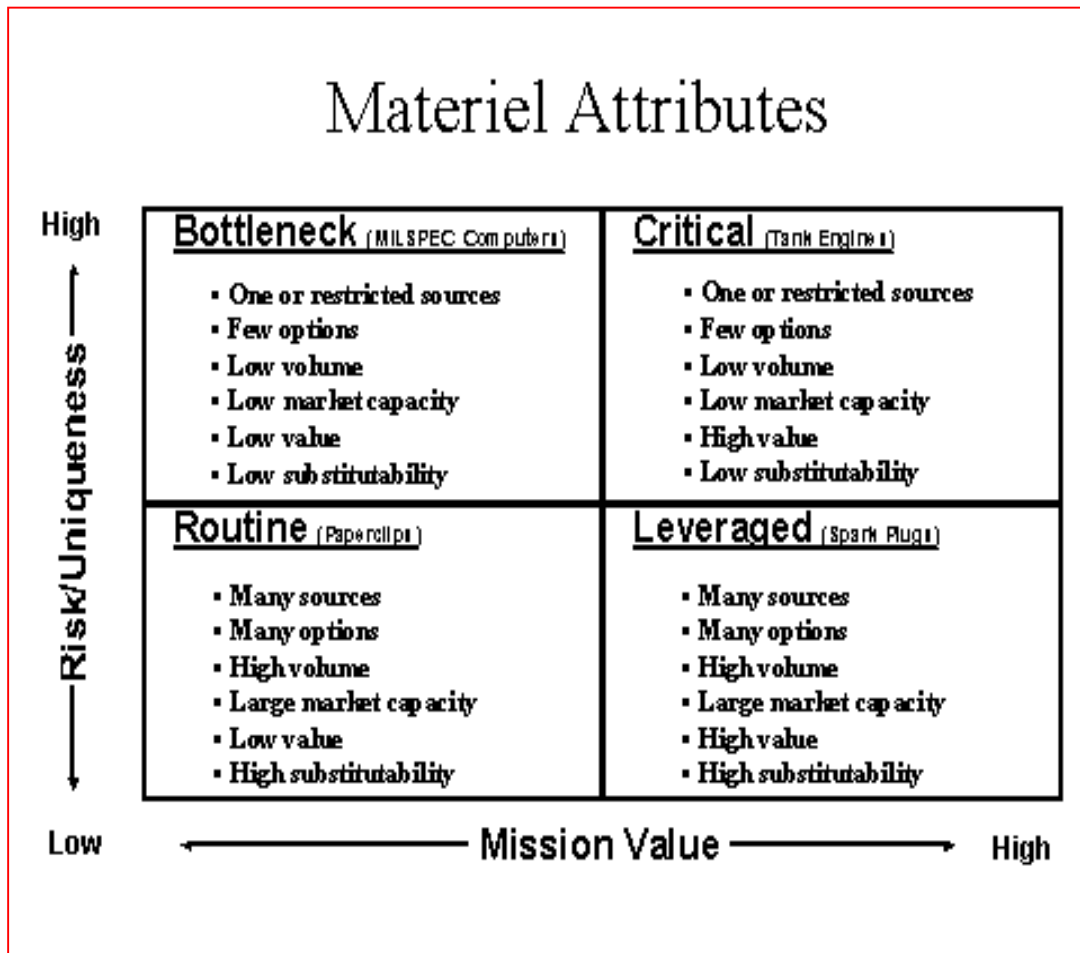 Materiel Attributes
High
Bottleneck (MILSPEC Computers)
▪ One or restricted sources
▪ Few options
▪ Low volume
▪ Low market capacity
▪ Low value
▪ Low substitutability
Critical (Tank Engines)
▪ One or restricted sources
▪ Few options
▪ Low volume
▪ Low market capacity
▪ High value
▪ Low substitutability
Risk/Uniqueness
Routine (Paperclips)
▪ Many sources
▪ Many options
▪ High volume
▪ Large market capacity
▪ Low value
▪ High substitutability
Leveraged (Spark Plugs)
▪ Many sources
▪ Many options
▪ High volume
▪ Large market capacity
▪ High value
▪ High substitutability
Low
Mission Value
High